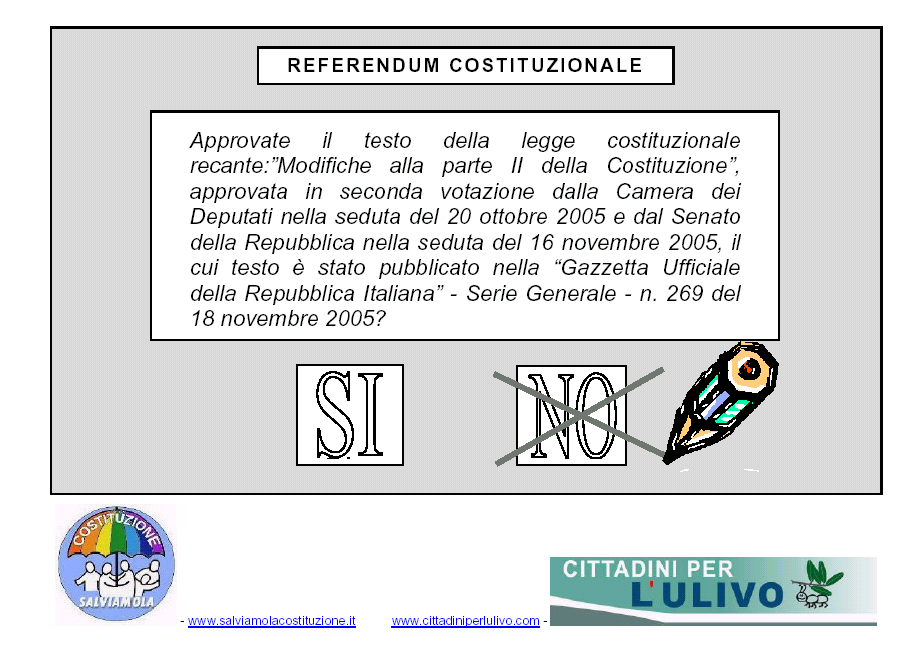 REFERENDUM COSTITUZIONALE
Approvate il testo della legge costituzionale
recante:”Modifiche alla parte II della Costituzione”,
approvata in seconda votazione dalla Camera dei
Deputati nella seduta del 20 ottobre 2005 e dal Senato
della Repubblica nella seduta del 16 novembre 2005, il
cui testo è stato pubblicato nella “Gazzetta Ufficiale
della Repubblica Italiana” - Serie Generale - n. 269 del
18 novembre 2005?
SI
NO
COSTITUZIONE
SALVIAMOLA
- www.salviamolacostituzione.it
www.cittadiniperlulivo.com -
CITTADINI PER
L'ULIVO